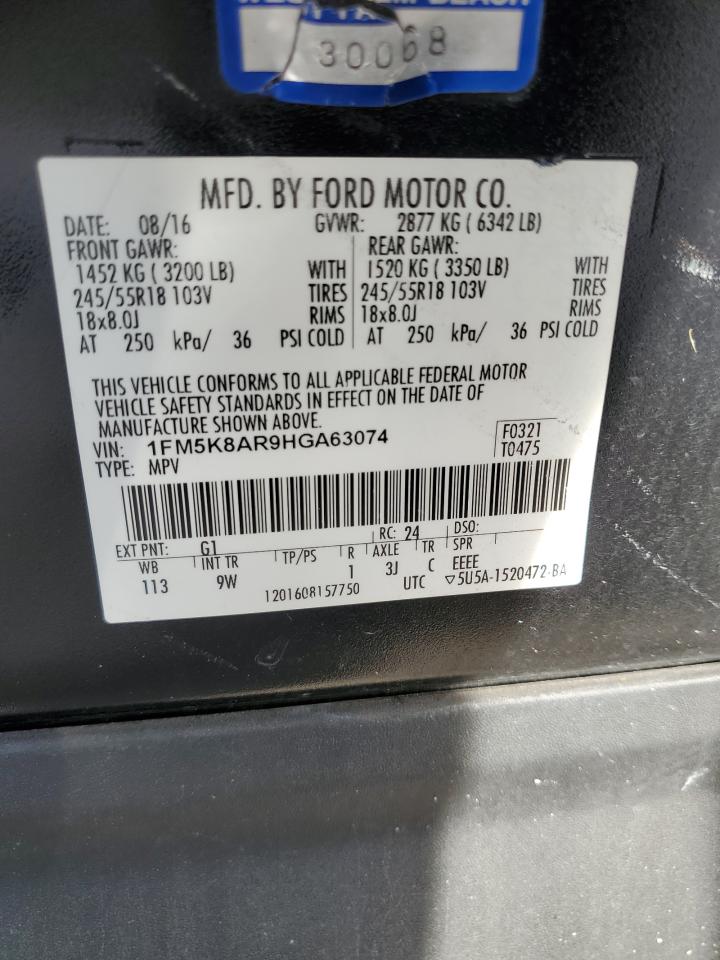 30068
MFD. BY FORD MOTOR CO.
DATE: 08/16 GVWR: 2877 KG ( 6342 LB)
FRONT GAWR: REAR GAWR:
1452 KG ( 3200 LB) WITH 1520 KG ( 3350 LB) WITH
245/55R18 103V TIRES 245/55R18 103V TIRES
18x8.0J RIMS 18x8.0J RIMS
AT 250 kPa/ 36 PSI COLD AT 250 kPa/ 36 PSI COLD
THIS VEHICLE CONFORMS TO ALL APPLICABLE FEDERAL MOTOR
VEHICLE SAFETY STANDARDS IN EFFECT ON THE DATE OF
MANUFACTURE SHOWN ABOVE.
VIN: 1FM5K8AR9HGA63074 F0321
TYPE: MPV T0475
EXT PNT: G1 RC: 24 DSO:
WB INT TR TP/PS R AXLE TR SPR
113 9W 1 3J C EEEE
1201608157750 UTC ▽5U5A-1520472-BA